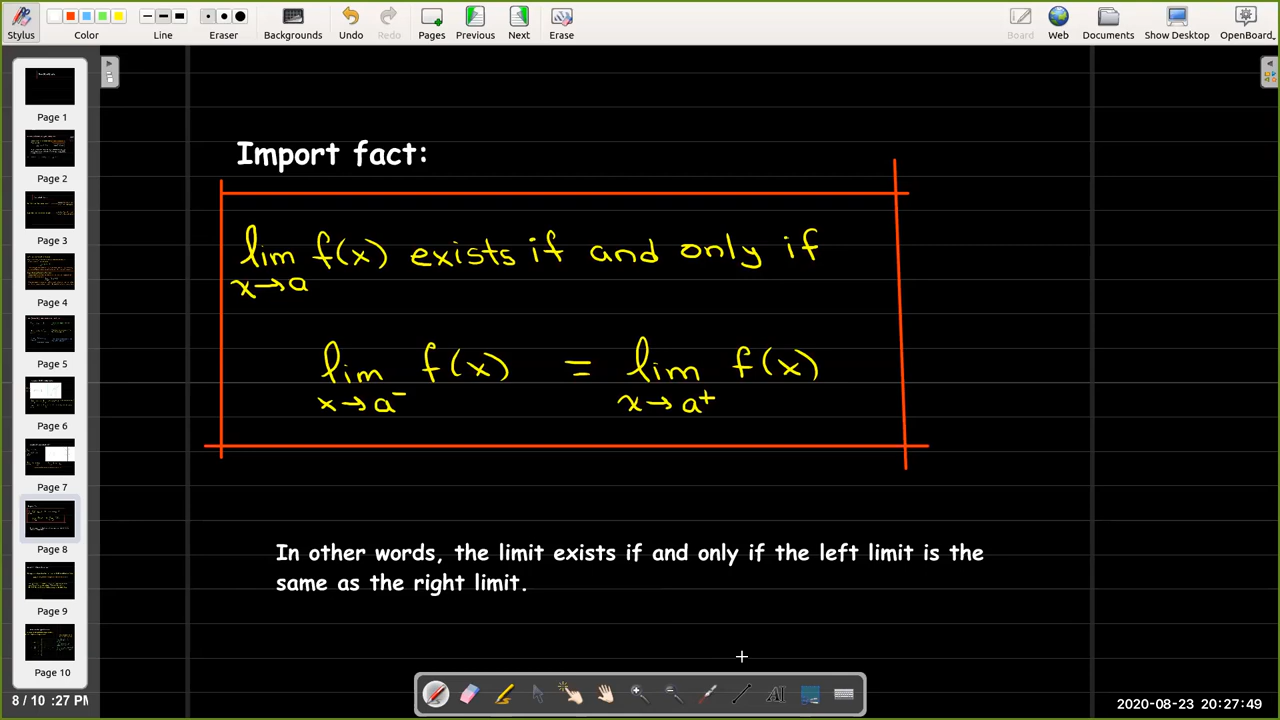 Stylus
Color
Line
Eraser
Backgrounds
Undo
Redo
Pages
Previous
Next
Erase
Board
Web
Documents
Show Desktop
OpenBoard
Page 1
Page 2
Page 3
Page 4
Page 5
Page 6
Page 7
Page 8
Page 9
Page 10
Import fact:
lim f(x) exists if and only if
x→a
lim f(x) = lim f(x)
x→a⁻ x→a⁺
In other words, the limit exists if and only if the left limit is the
same as the right limit.
8 / 10 :27 PM
AI
2020-08-23 20:27:49